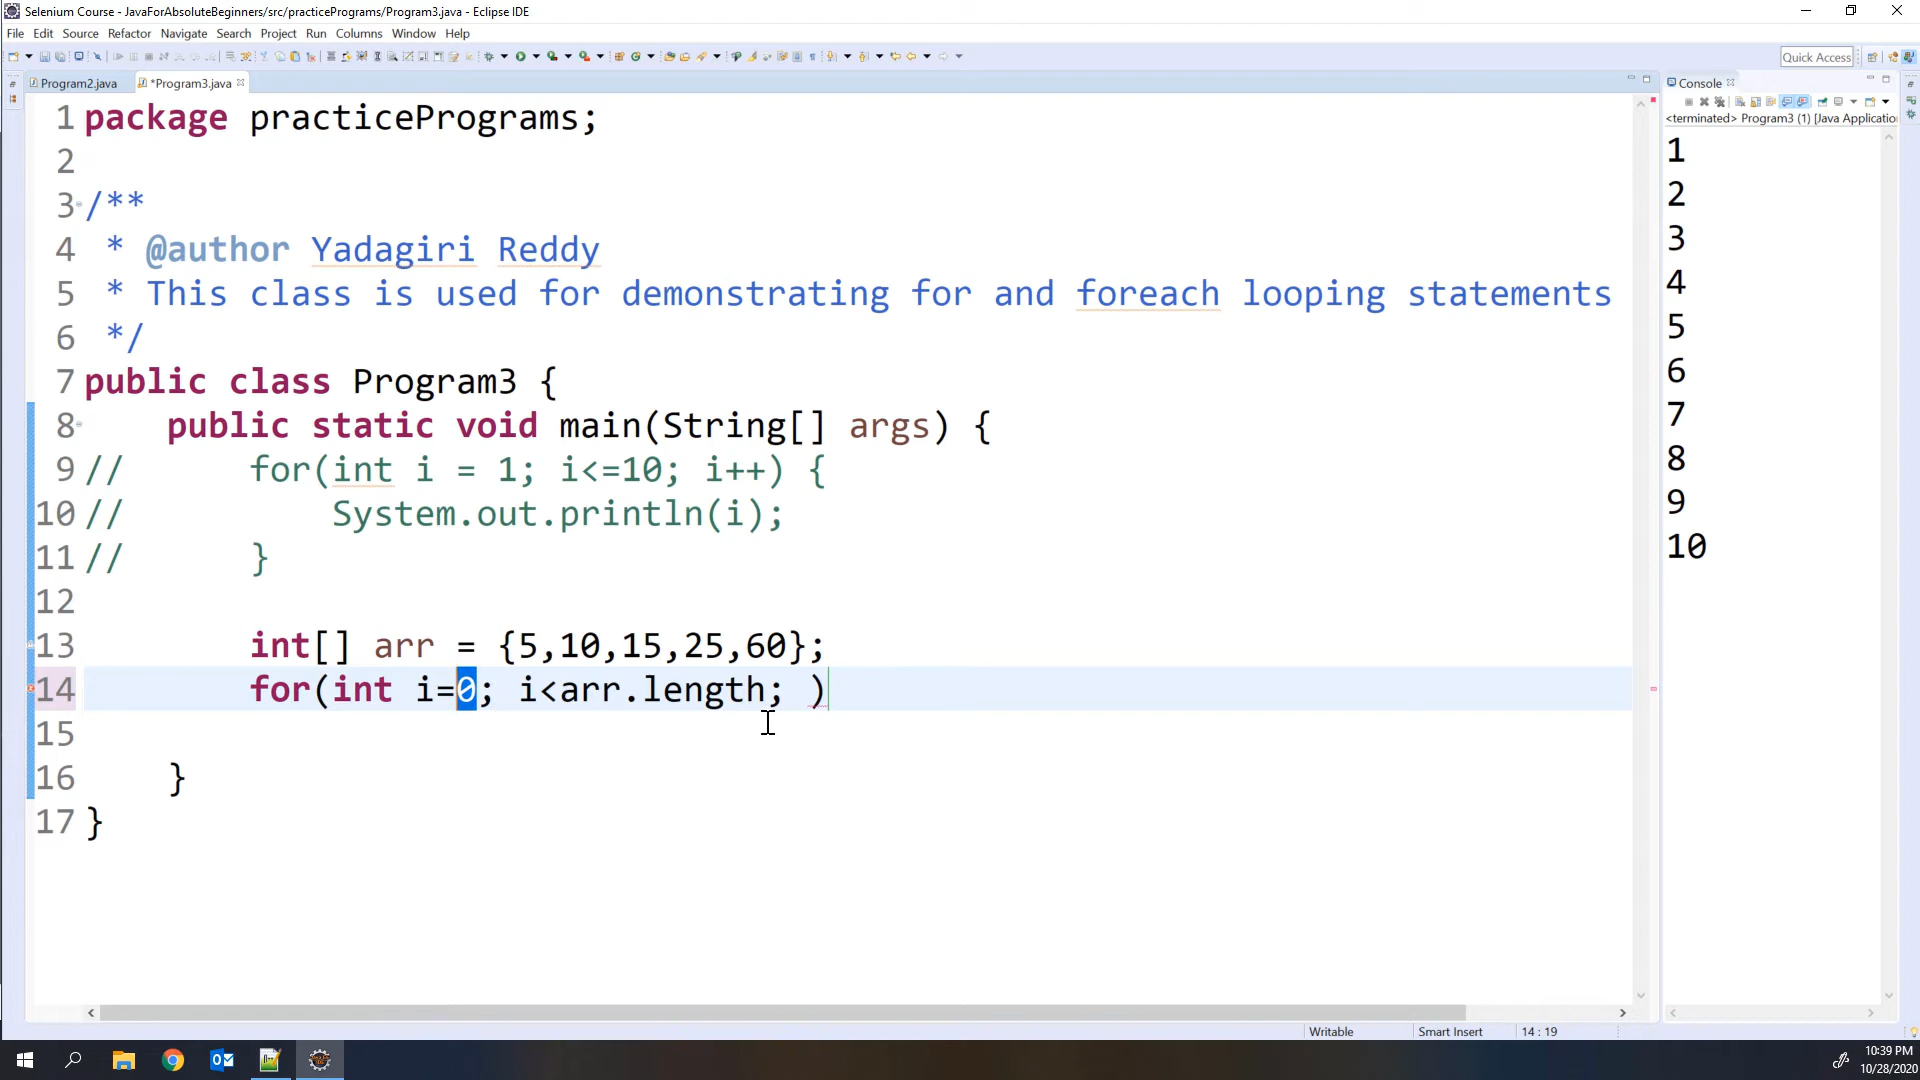 Selenium Course - JavaForAbsoluteBeginners/src/practicePrograms/Program3.java - Eclipse IDE
File Edit Source Refactor Navigate Search Project Run Columns Window Help
Quick Access
Program2.java *Program3.java
1 package practicePrograms;
2
3 /**
4 * @author Yadagiri Reddy
5 * This class is used for demonstrating for and foreach looping statements
6 */
7 public class Program3 {
8 public static void main(String[] args) {
9 // for(int i = 1; i<=10; i++) {
10 // System.out.println(i);
11 // }
12
13 int[] arr = {5,10,15,25,60};
14 for(int i=0; i<arr.length; )
15
16 }
17 }
Console
<terminated> Program3 (1) [Java Applicatio
1
2
3
4
5
6
7
8
9
10
Writable Smart Insert 14 : 19
10:39 PM
10/28/2020